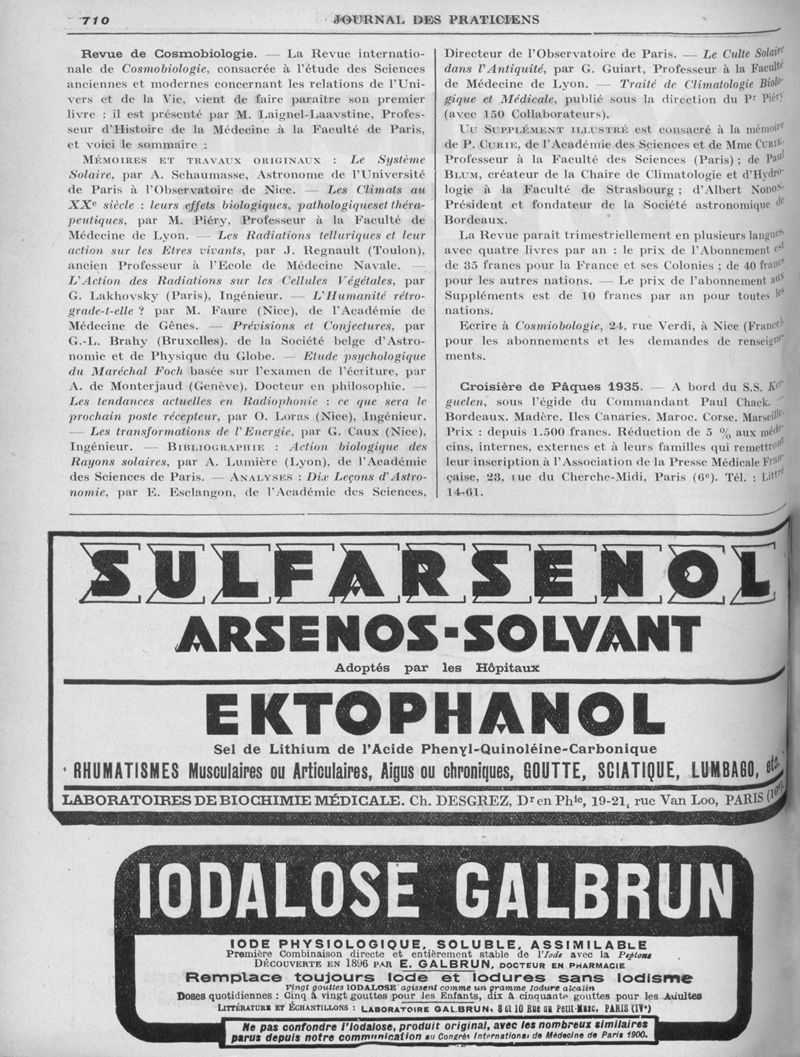 710
JOURNAL DES PRATICIENS
Revue de Cosmobiologie. — La Revue internatio-
nale de Cosmobiologie, consacrée à l'étude des Sciences
anciennes et modernes concernant les relations de l'Uni-
vers et de la Vie, vient de faire paraître son premier
livre : il est présenté par M. Laignel-Laavstine, Profes-
seur d'Histoire de la Médecine à la Faculté de Paris,
et voici le sommaire :
MÉMOIRES ET TRAVAUX ORIGINAUX : Le Système
Solaire, par A. Schaumasse, Astronome de l'Université
de Paris à l'Observatoire de Nice. — Les Climats au
XXe siècle : leurs effets biologiques, pathologiqueset théra-
peutiques, par M. Piéry, Professeur à la Faculté de
Médecine de Lyon. — Les Radiations telluriques et leur
action sur les Etres vivants, par J. Regnault (Toulon),
ancien Professeur à l'Ecole de Médecine Navale. —
L'Action des Radiations sur les Cellules Végétales, par
G. Lakhovsky (Paris), Ingénieur. — L'Humanité rétro-
grade-t-elle ? par M. Faure (Nice), de l'Académie de
Médecine de Gênes. — Prévisions et Conjectures, par
G.-L. Brahy (Bruxelles). de la Société belge d'Astro-
nomie et de Physique du Globe. — Etude psychologique
du Maréchal Foch basée sur l'examen de l'écriture, par
A. de Monterjaud (Genève), Docteur en philosophie. —
Les tendances actuelles en Radiophonie : ce que sera le
prochain poste récepteur, par O. Loras (Nice), Ingénieur.
— Les transformations de l'Energie, par G. Caux (Nice),
Ingénieur. — BIBLIOGRAPHIE : Action biologique des
Rayons solaires, par A. Lumière (Lyon), de l'Académie
des Sciences de Paris. — ANALYSES : Dix Leçons d'Astro-
nomie, par E. Esclangon, de l'Académie des Sciences,
Directeur de l'Observatoire de Paris. — Le Culte Solaire
dans l'Antiquité, par G. Guiart, Professeur à la Faculté
de Médecine de Lyon. — Traité de Climatologie Biolo-
gique et Médicale, publié sous la direction du Pr Piéry
(avec 150 Collaborateurs).
UU SUPPLÉMENT ILLUSTRÉ est consacré à la mémoire
de P. CURIE, de l'Académie des Sciences et de Mme CURIE-
Professeur à la Faculté des Sciences (Paris) ; de Paul
BLUM, créateur de la Chaire de Climatologie et d'Hydro-
logie à la Faculté de Strasbourg ; d'Albert NODOS-
Président et fondateur de la Société astronomique de
Bordeaux.
La Revue paraît trimestriellement en plusieurs langues
avec quatre livres par an : le prix de l'Abonnement est
de 35 francs pour la France et ses Colonies ; de 40 francs
pour les autres nations. — Le prix de l'abonnement aux
Suppléments est de 10 francs par an pour toutes les
nations.
Ecrire à Cosmiobologie, 24, rue Verdi, à Nice (France),
pour les abonnements et les demandes de renseigne-
ments.
Croisière de Pâques 1935. — A bord du S.S. Ker-
guelen, sous l'égide du Commandant Paul Chack. —
Bordeaux. Madère. Iles Canaries. Maroc. Corse. Marseille.
Prix : depuis 1.500 francs. Réduction de 5 % aux méde-
cins, internes, externes et à leurs familles qui remettront
leur inscription à l'Association de la Presse Médicale Fran-
çaise, 23, rue du Cherche-Midi, Paris (6e). Tél. : Littré
14-61.
SULFARSENOL
ARSENOS-SOLVANT
Adoptés par les Hôpitaux
EKTOPHANOL
Sel de Lithium de l'Acide Phenyl-Quinoléine-Carbonique
RHUMATISMES Musculaires ou Articulaires, Aigus ou chroniques, GOUTTE, SCIATIQUE, LUMBAGO, etc.
LABORATOIRES DE BIOCHIMIE MÉDICALE. Ch. DESGREZ, Dr en Phie, 19-21, rue Van Loo, PARIS (16e)
IODALOSE GALBRUN
IODE PHYSIOLOGIQUE, SOLUBLE, ASSIMILABLE
Première Combinaison directe et entièrement stable de l'Iode avec la Peptone
DÉCOUVERTE EN 1896 PAR E. GALBRUN, DOCTEUR EN PHARMACIE
Remplace toujours Iode et Iodures sans Iodisme
Vingt gouttes IODALOSE agissent comme un gramme Iodure alcalin
Doses quotidiennes : Cinq à vingt gouttes pour les Enfants, dix à cinquante gouttes pour les Adultes
LITTÉRATURE ET ÉCHANTILLONS : LABORATOIRE GALBRUN, 8 et 10 Rue du Petit-Musc, PARIS (IVe)
Ne pas confondre l'Iodalose, produit original, avec les nombreux similaires
parus depuis notre communication au Congrès International de Médecine de Paris 1900.